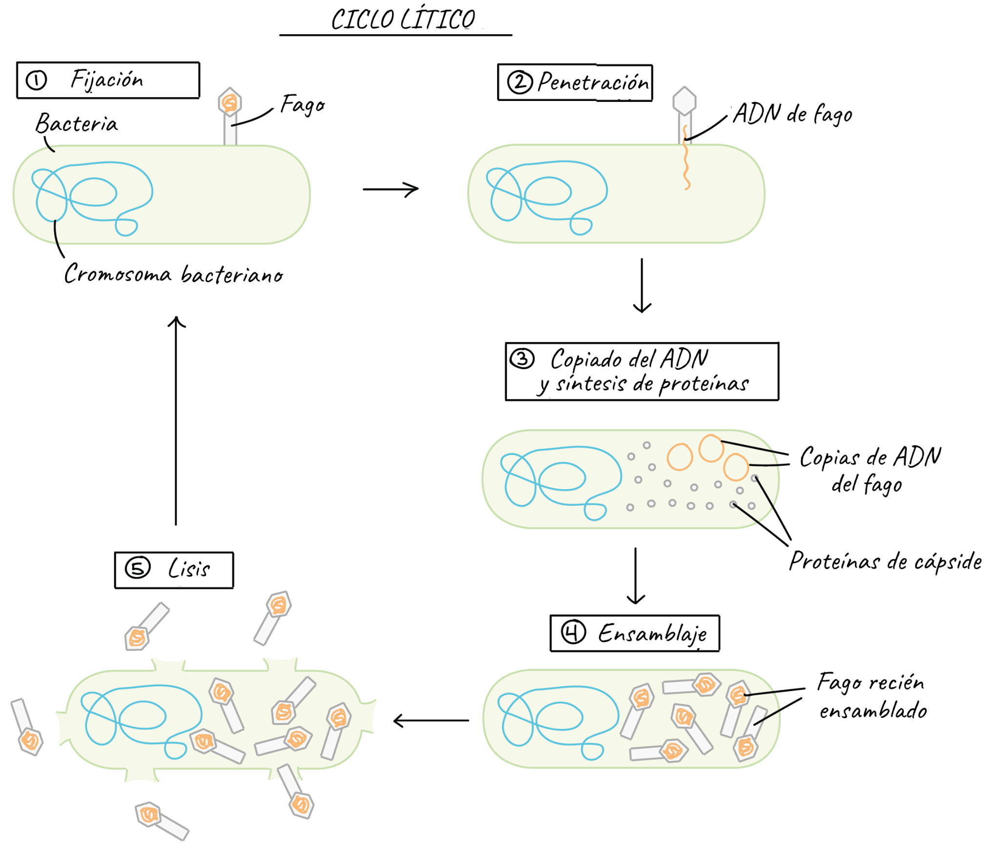 CICLO LÍTICO
① Fijación
Fago
Bacteria
Cromosoma bacteriano
② Penetración
ADN de fago
③ Copiado del ADN
y síntesis de proteínas
Copias de ADN
del fago
Proteínas de cápside
④ Ensamblaje
Fago recién
ensamblado
⑤ Lisis